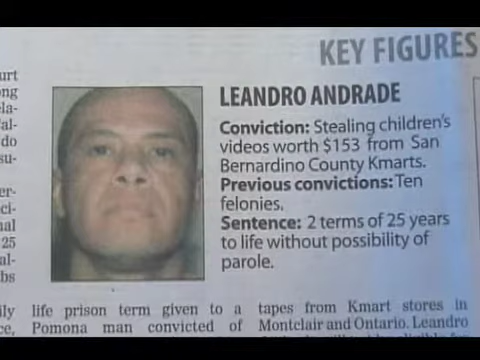 KEY FIGURES
LEANDRO ANDRADE
Conviction: Stealing children's
videos worth $153 from San
Bernardino County Kmarts.
Previous convictions: Ten
felonies.
Sentence: 2 terms of 25 years
to life without possibility of
parole.
life prison term given to a
Pomona man convicted of
tapes from Kmart stores in
Montclair and Ontario. Leandro